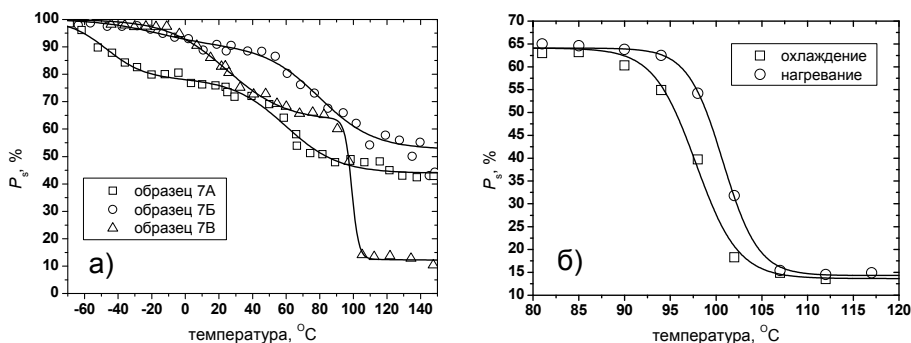 100
90
80
70
60
50
40
30
20
10
0
P_s, %
-60 -40 -20 0 20 40 60 80 100 120 140
температура, °C
образец 7А
образец 7Б
образец 7В
а)
65
60
55
50
45
40
35
30
25
20
15
10
P_s, %
80 85 90 95 100 105 110 115 120
температура, °C
охлаждение
нагревание
б)